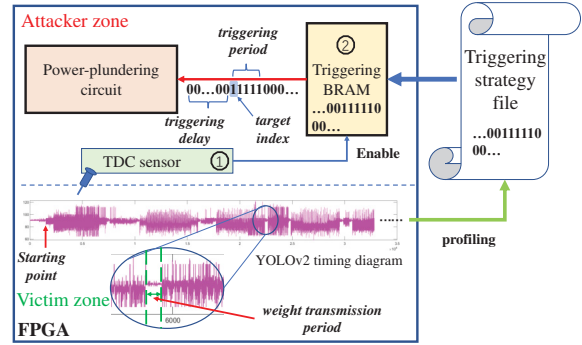 Attacker zone
triggering
period
②
Triggering
BRAM
...00111110
00...
Power-plundering
circuit
00...001111000...
triggering
delay
target
index
Triggering
strategy
file
...00111110
00...
TDC sensor ①
Enable
profiling
Starting
point
YOLOv2 timing diagram
Victim zone
weight transmission
period
6000
FPGA